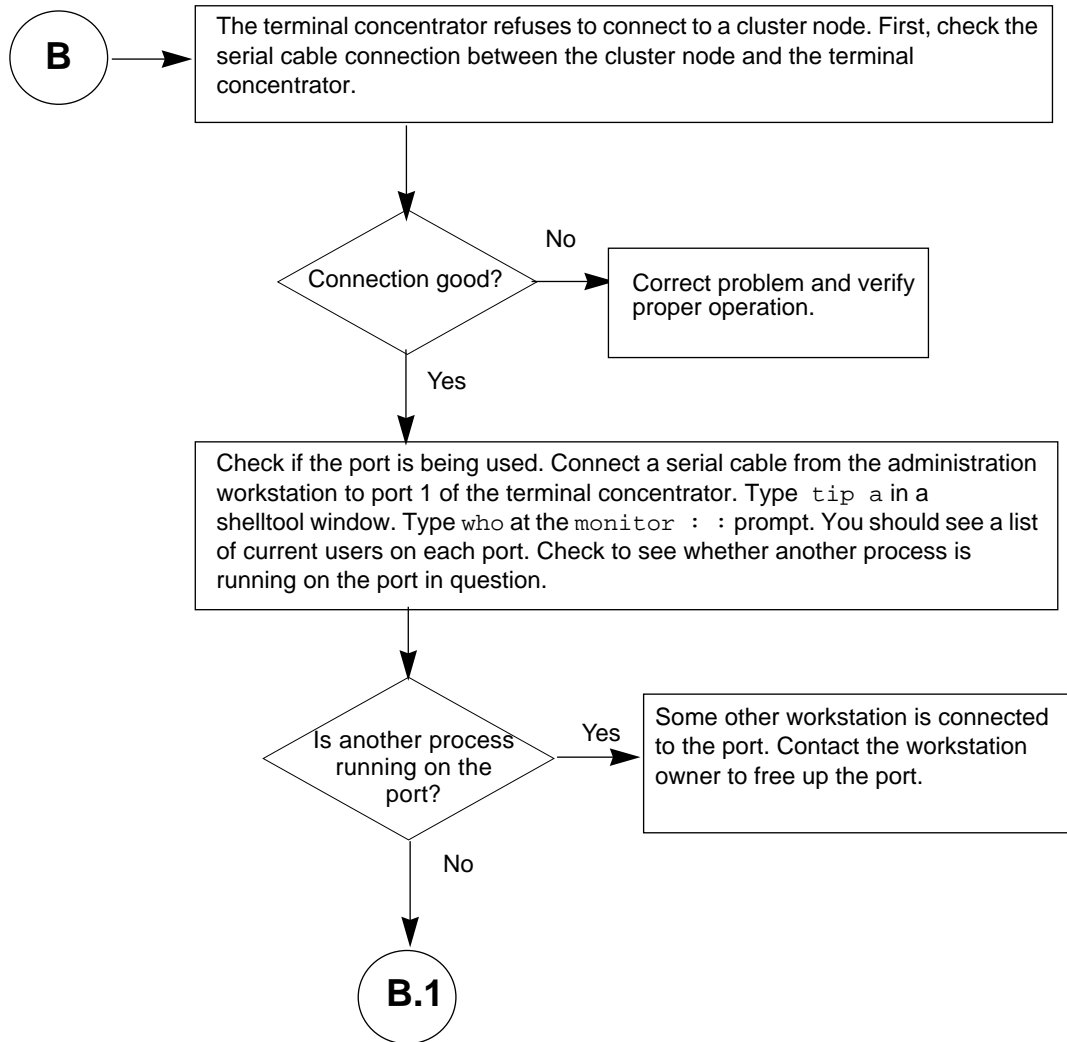 B
The terminal concentrator refuses to connect to a cluster node. First, check the
serial cable connection between the cluster node and the terminal
concentrator.
Connection good?
No
Correct problem and verify
proper operation.
Yes
Check if the port is being used. Connect a serial cable from the administration
workstation to port 1 of the terminal concentrator. Type tip a in a
shelltool window. Type who at the monitor : : prompt. You should see a list
of current users on each port. Check to see whether another process is
running on the port in question.
Is another process
running on the
port?
Yes
Some other workstation is connected
to the port. Contact the workstation
owner to free up the port.
No
B.1